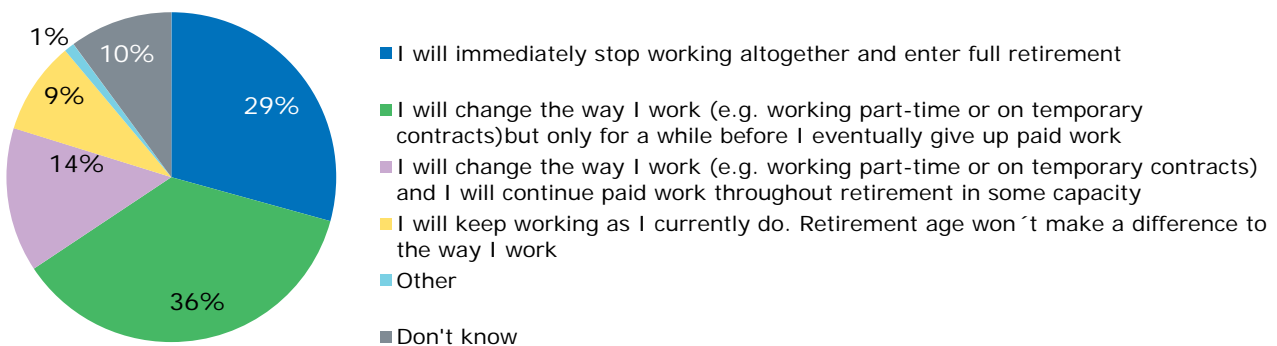 1%
10%
29%
9%
14%
36%
I will immediately stop working altogether and enter full retirement
I will change the way I work (e.g. working part-time or on temporary
contracts)but only for a while before I eventually give up paid work
I will change the way I work (e.g. working part-time or on temporary contracts)
and I will continue paid work throughout retirement in some capacity
I will keep working as I currently do. Retirement age won´t make a difference to
the way I work
Other
Don't know